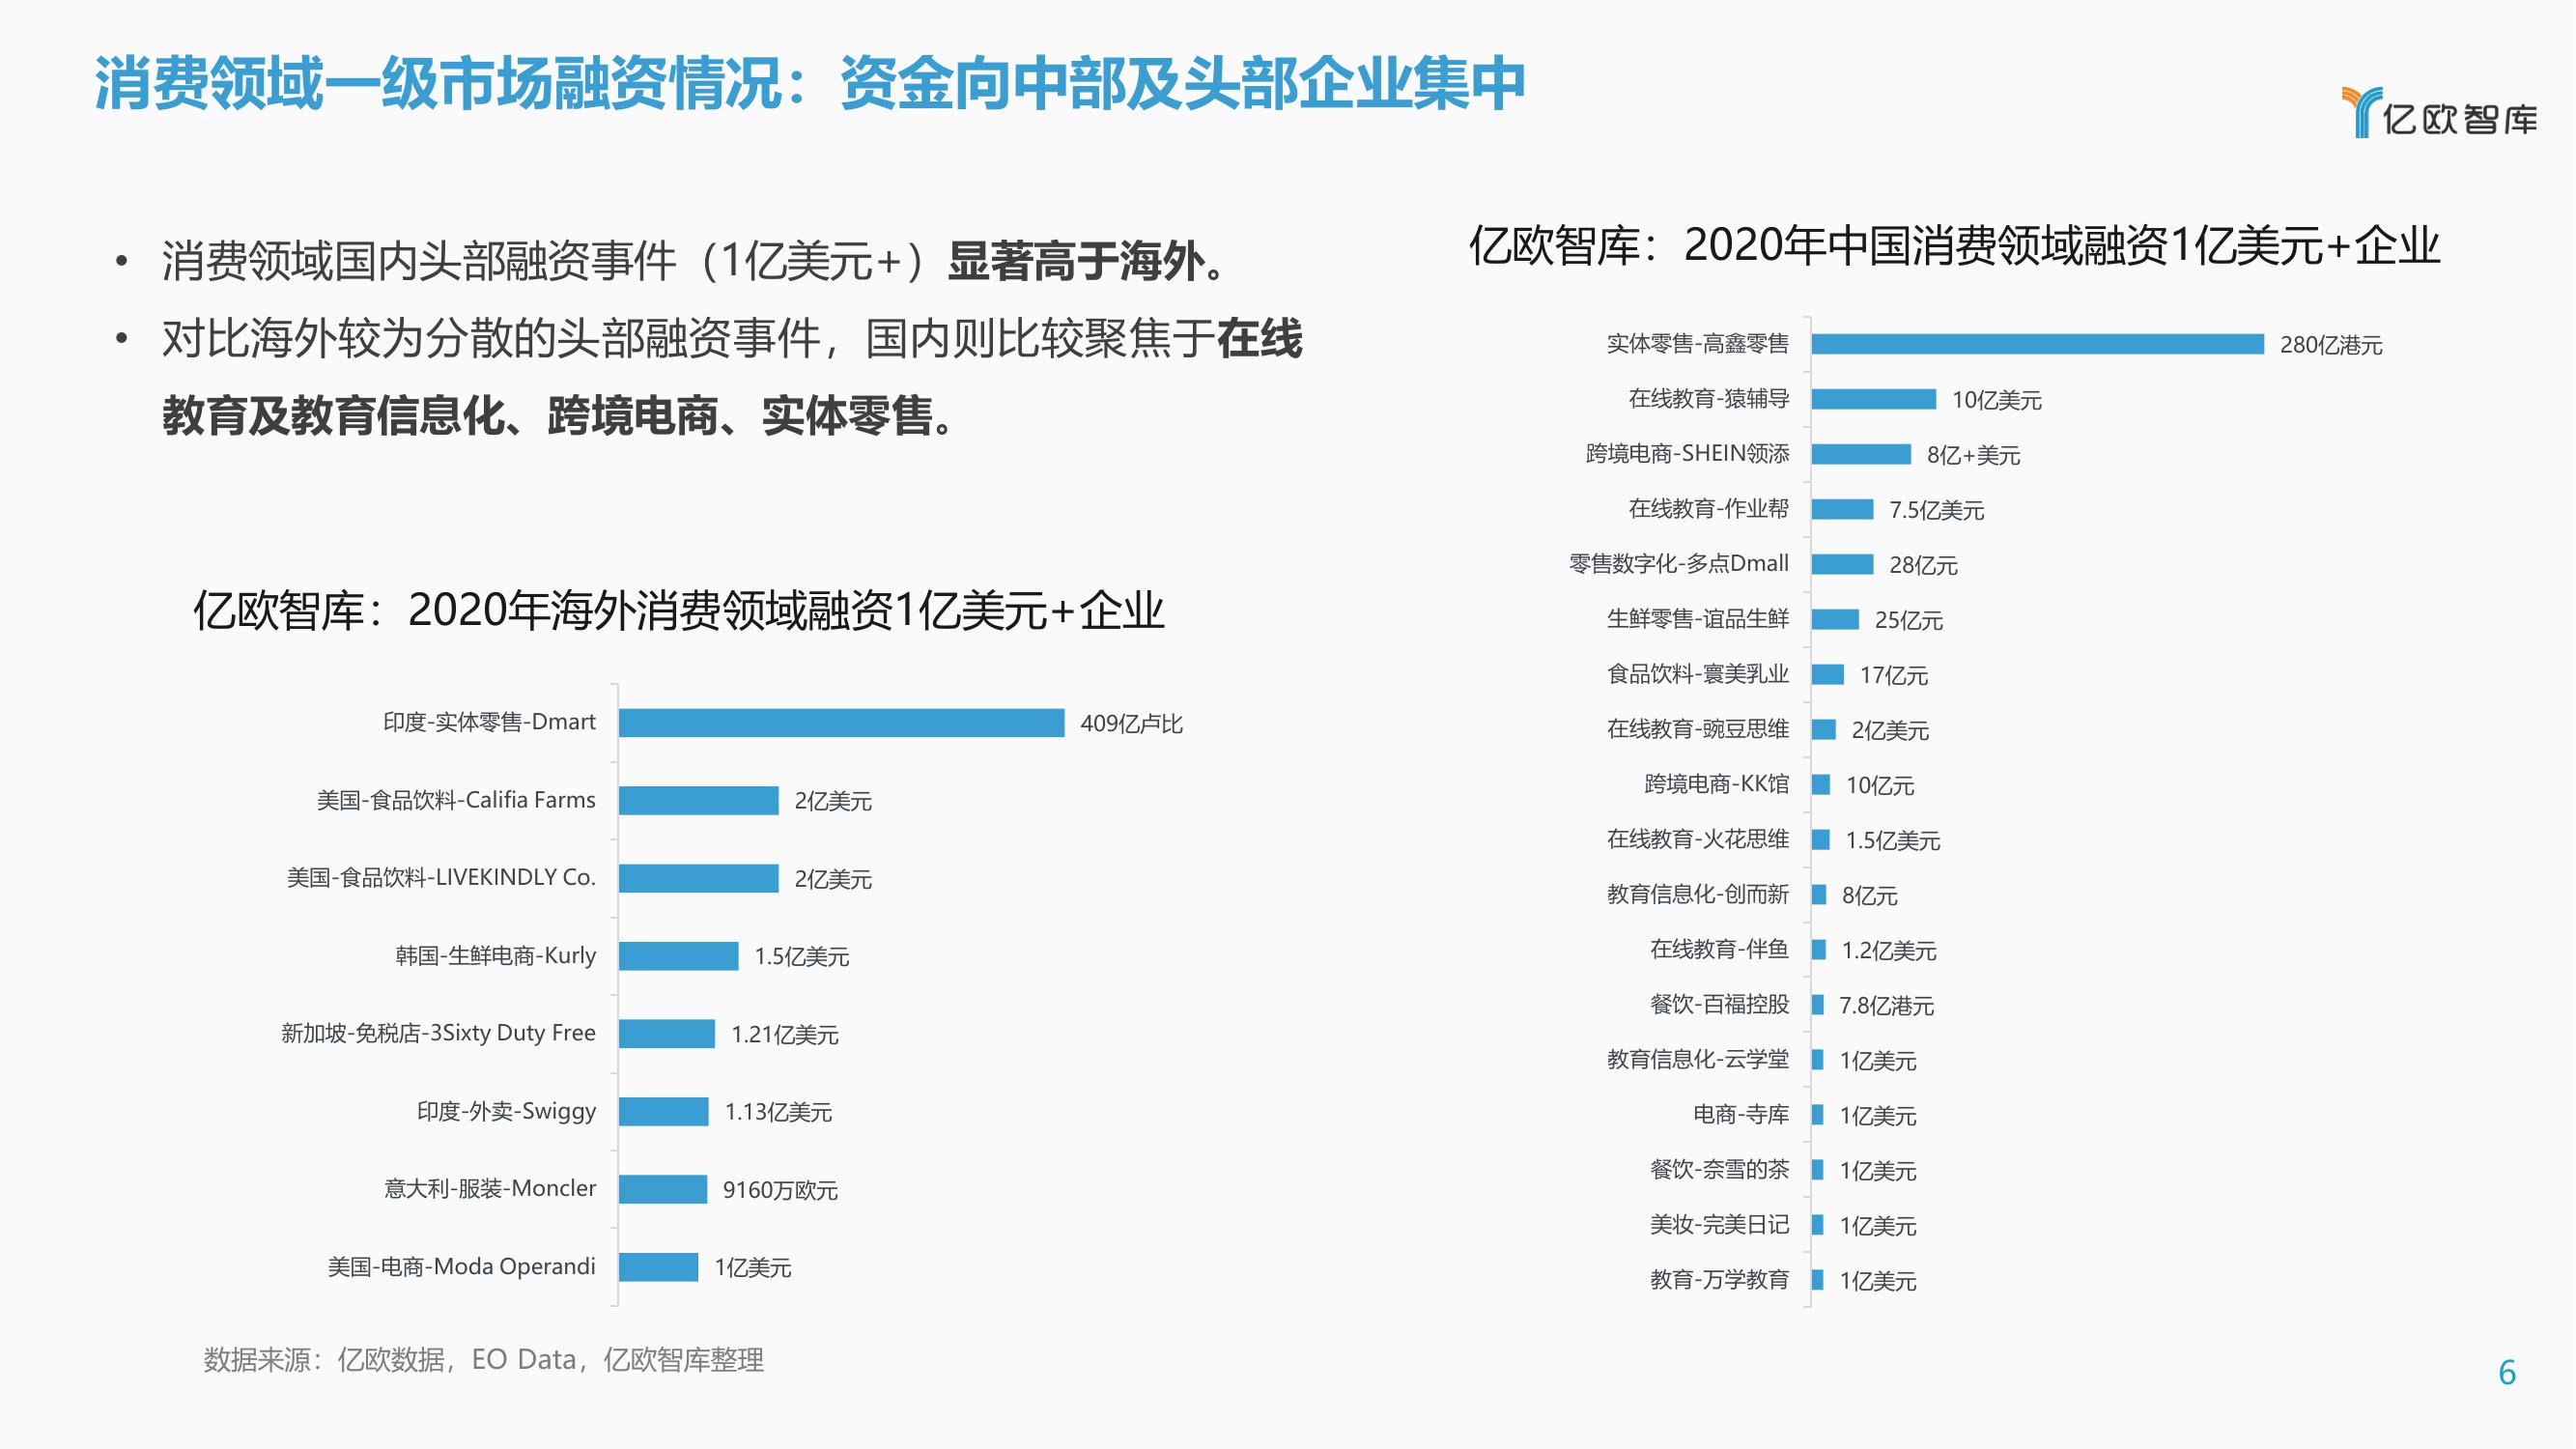 消费领域一级市场融资情况：资金向中部及头部企业集中
亿欧智库
• 消费领域国内头部融资事件（1亿美元+）显著高于海外。
• 对比海外较为分散的头部融资事件，国内则比较聚焦于在线
教育及教育信息化、跨境电商、实体零售。
亿欧智库：2020年海外消费领域融资1亿美元+企业
印度-实体零售-Dmart 409亿卢比
美国-食品饮料-Califia Farms 2亿美元
美国-食品饮料-LIVEKINDLY Co. 2亿美元
韩国-生鲜电商-Kurly 1.5亿美元
新加坡-免税店-3Sixty Duty Free 1.21亿美元
印度-外卖-Swiggy 1.13亿美元
意大利-服装-Moncler 9160万欧元
美国-电商-Moda Operandi 1亿美元
亿欧智库：2020年中国消费领域融资1亿美元+企业
实体零售-高鑫零售 280亿港元
在线教育-猿辅导 10亿美元
跨境电商-SHEIN领添 8亿+美元
在线教育-作业帮 7.5亿美元
零售数字化-多点Dmall 28亿元
生鲜零售-谊品生鲜 25亿元
食品饮料-寰美乳业 17亿元
在线教育-豌豆思维 2亿美元
跨境电商-KK馆 10亿元
在线教育-火花思维 1.5亿美元
教育信息化-创而新 8亿元
在线教育-伴鱼 1.2亿美元
餐饮-百福控股 7.8亿港元
教育信息化-云学堂 1亿美元
电商-寺库 1亿美元
餐饮-奈雪的茶 1亿美元
美妆-完美日记 1亿美元
教育-万学教育 1亿美元
数据来源：亿欧数据，EO Data，亿欧智库整理
6